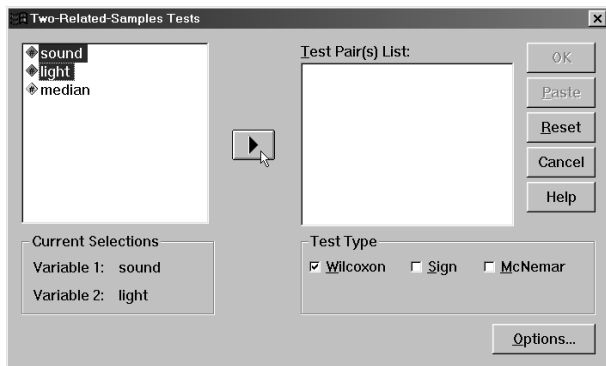 Two-Related-Samples Tests
sound
light
median
Test Pair(s) List:
OK
Paste
Reset
Cancel
Help
Current Selections
Variable 1: sound
Variable 2: light
Test Type
Wilcoxon Sign McNemar
Options...